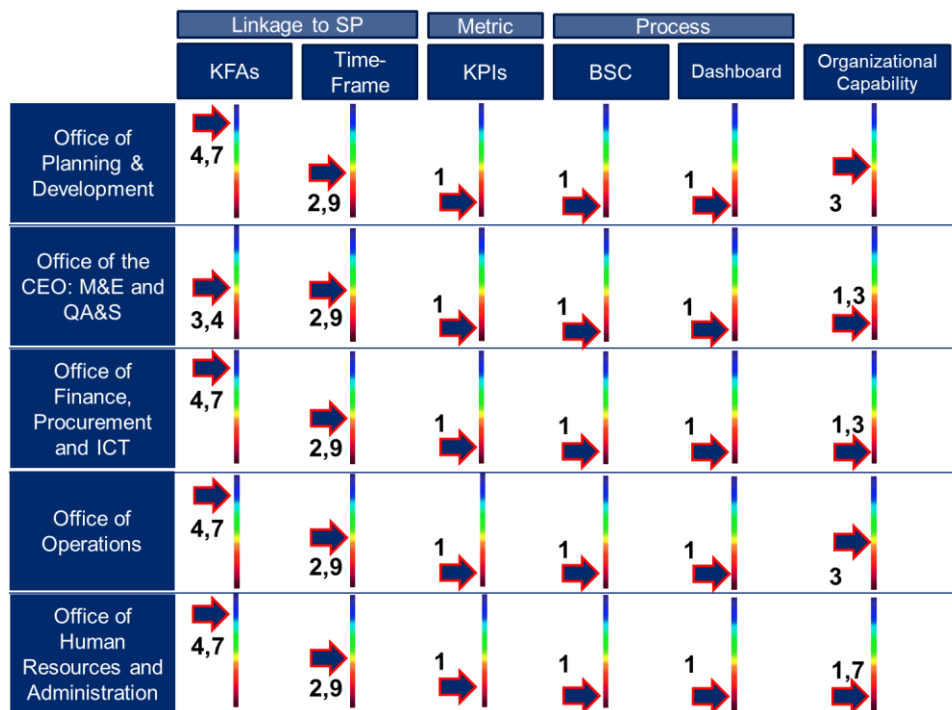 Linkage to SP
Metric
Process
KFAs
Time-
Frame
KPIs
BSC
Dashboard
Organizational
Capability
Office of
Planning &
Development
4,7
2,9
1
1
1
3
Office of the
CEO: M&E and
QA&S
3,4
2,9
1
1
1
1,3
Office of
Finance,
Procurement
and ICT
4,7
2,9
1
1
1
1,3
Office of
Operations
4,7
2,9
1
1
1
3
Office of
Human
Resources and
Administration
4,7
2,9
1
1
1
1,7